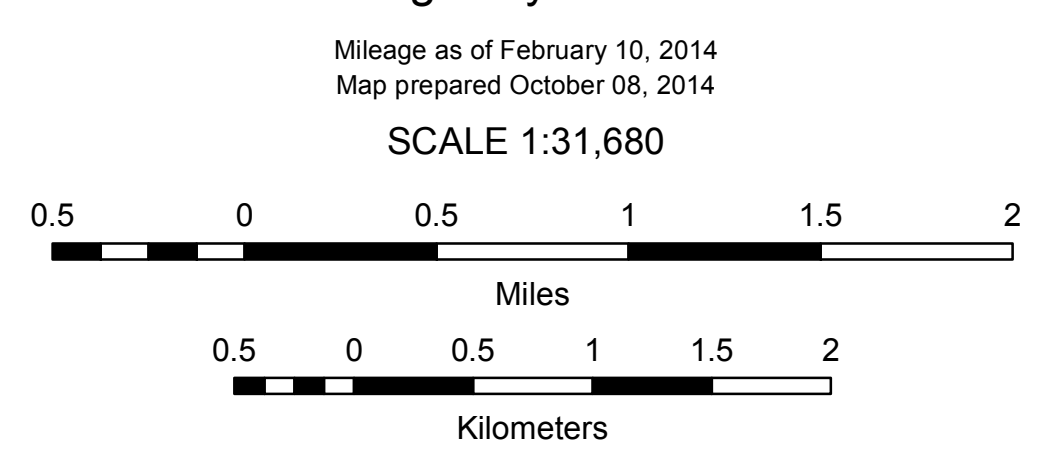 Mileage as of February 10, 2014
Map prepared October 08, 2014
SCALE 1:31,680
0.5 0 0.5 1 1.5 2
Miles
0.5 0 0.5 1 1.5 2
Kilometers